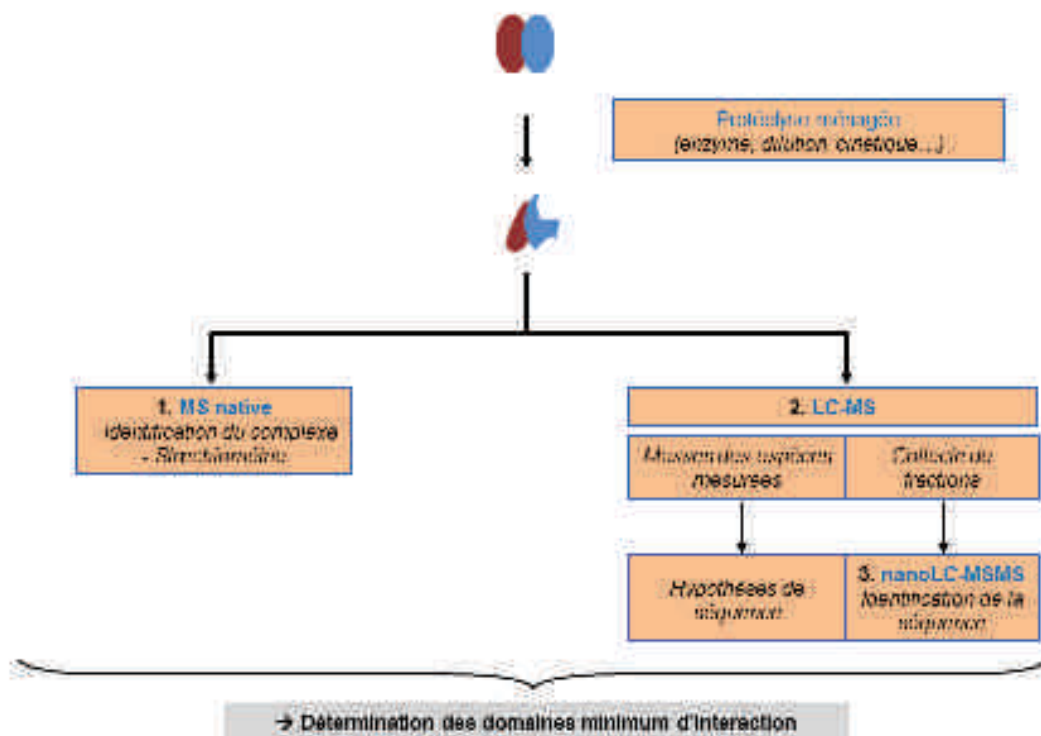 Protéolyse ménagée
(enzyme, dilution cinétique...)
1. MS native
Identification du complexe
- Stœchiométrie
2. LC-MS
Masses des espèces
mesurées
Collecte de
fractions
Hypothèses de
séquence
3. nanoLC-MSMS
Identification de la
séquence
→ Détermination des domaines minimum d'interaction